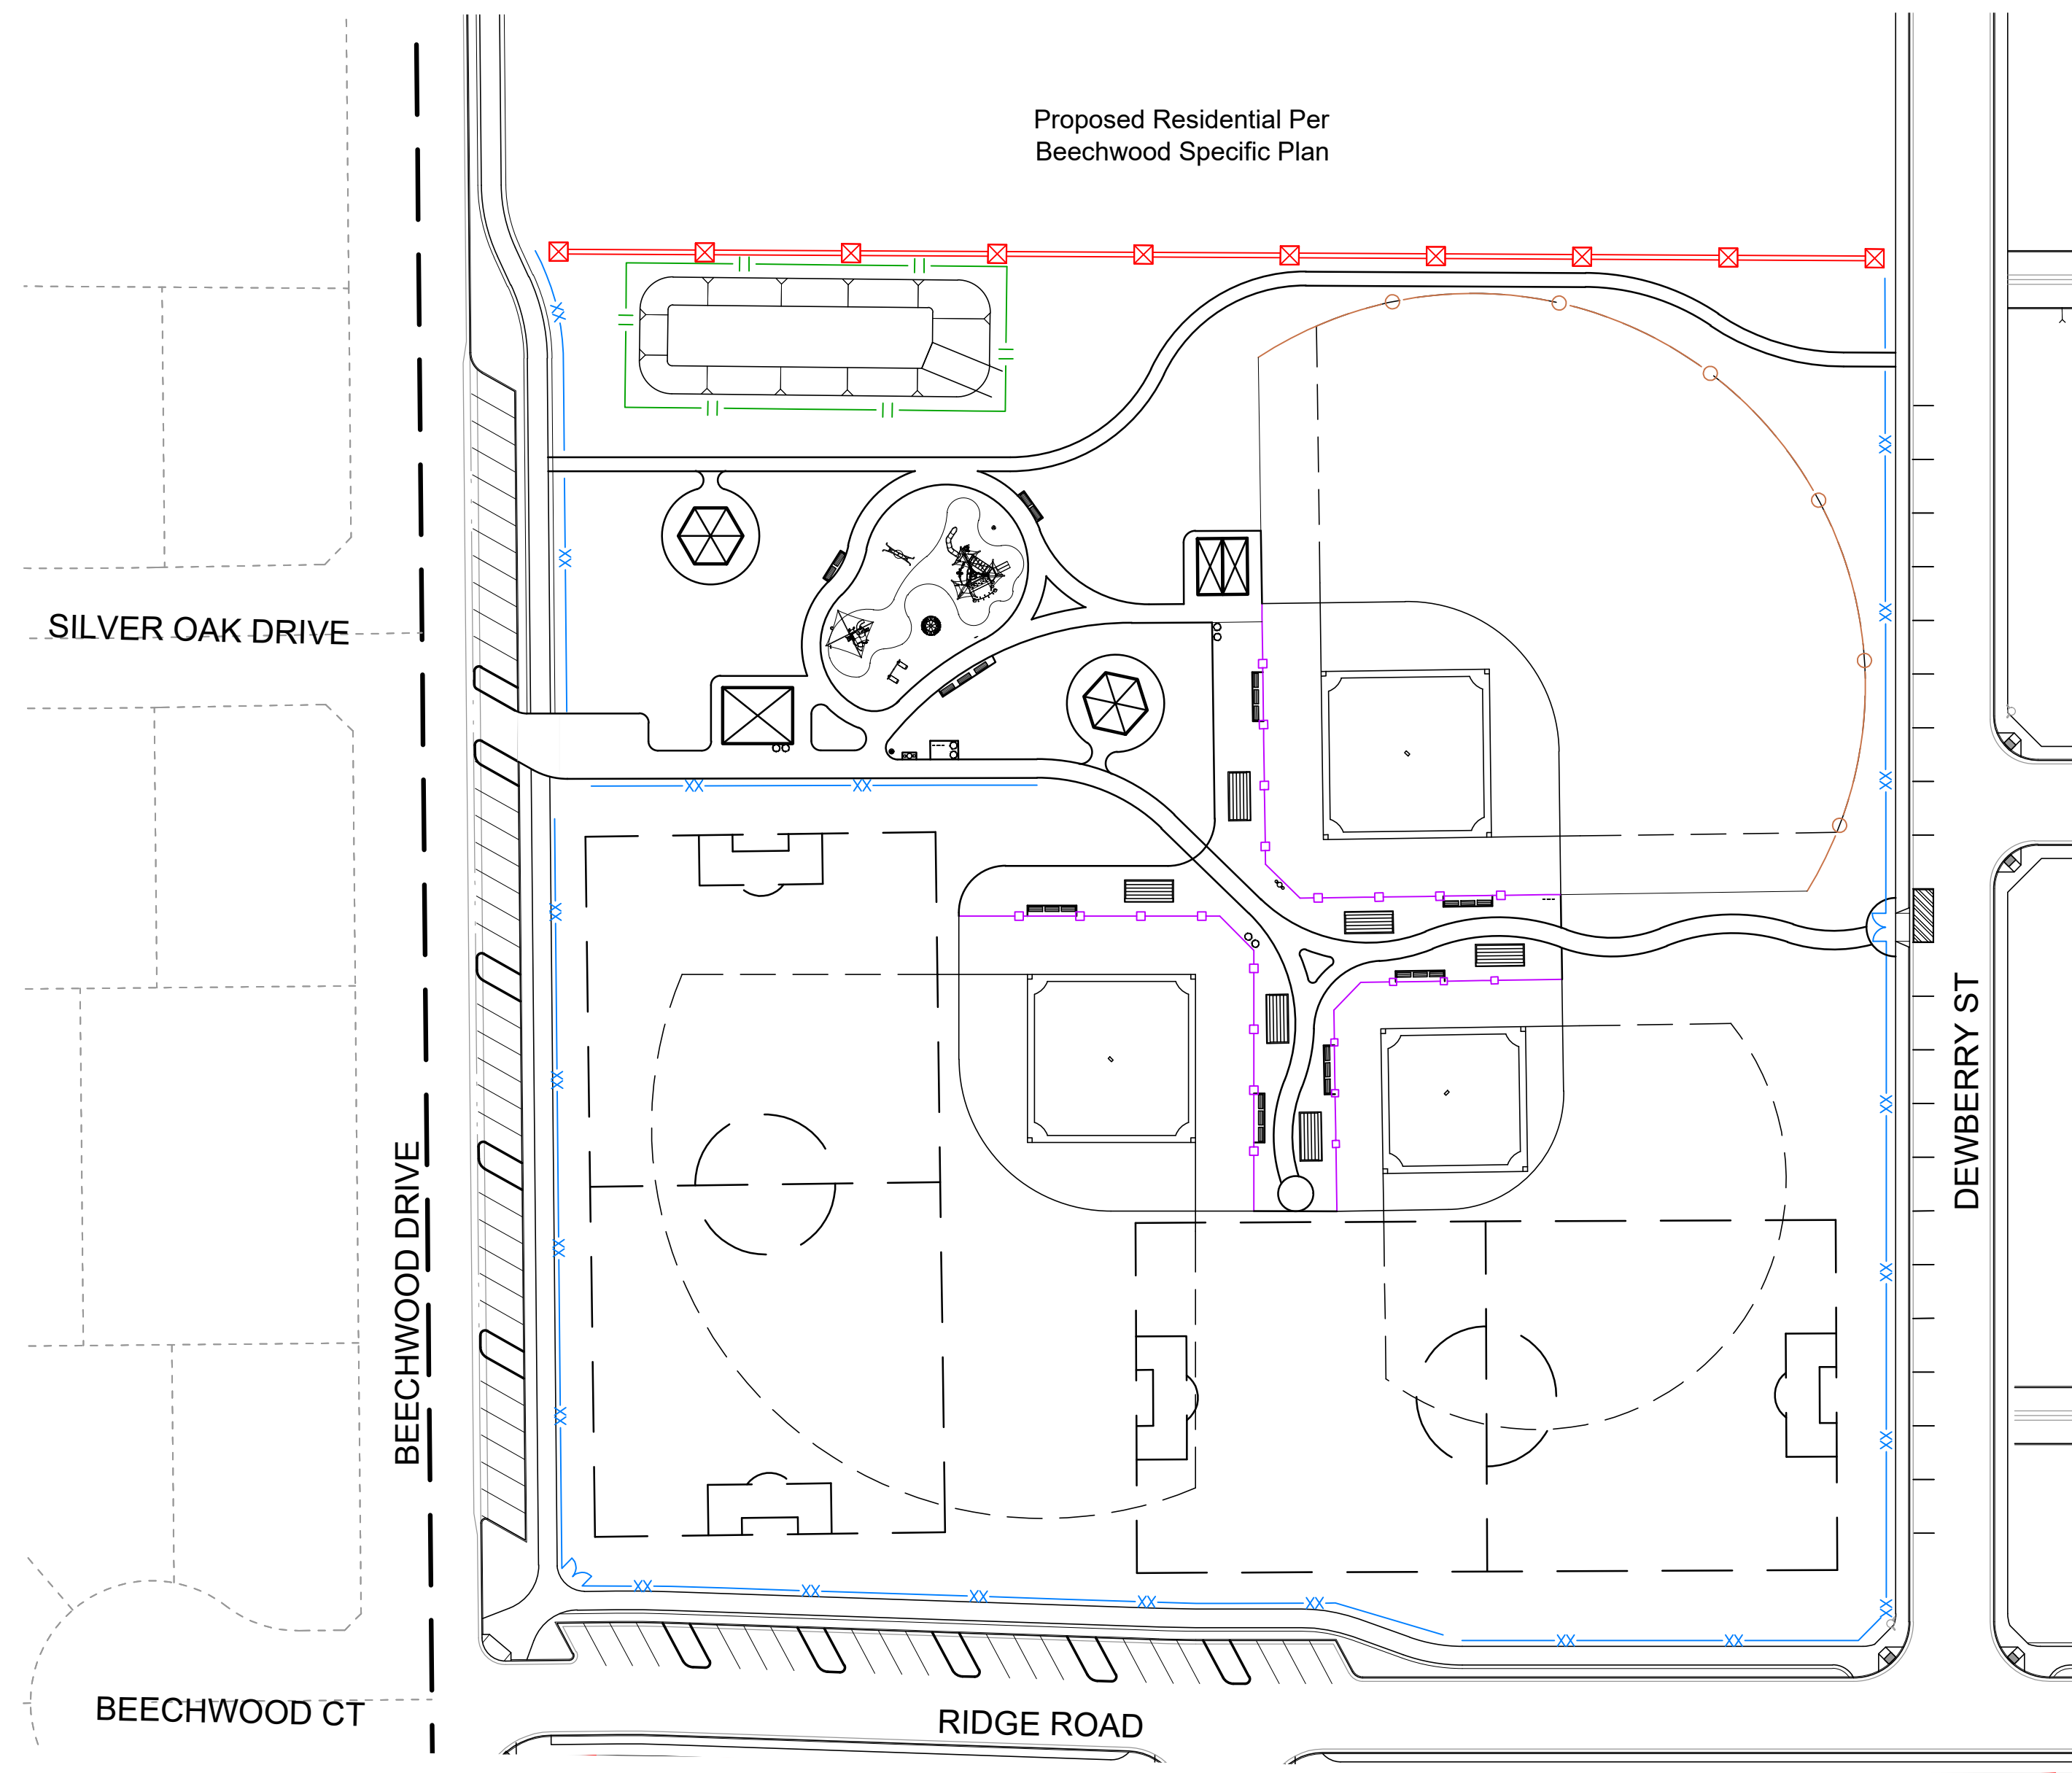 Proposed Residential Per
Beechwood Specific Plan
SILVER OAK DRIVE
BEECHWOOD DRIVE
DEWBERRY ST
BEECHWOOD CT
RIDGE ROAD